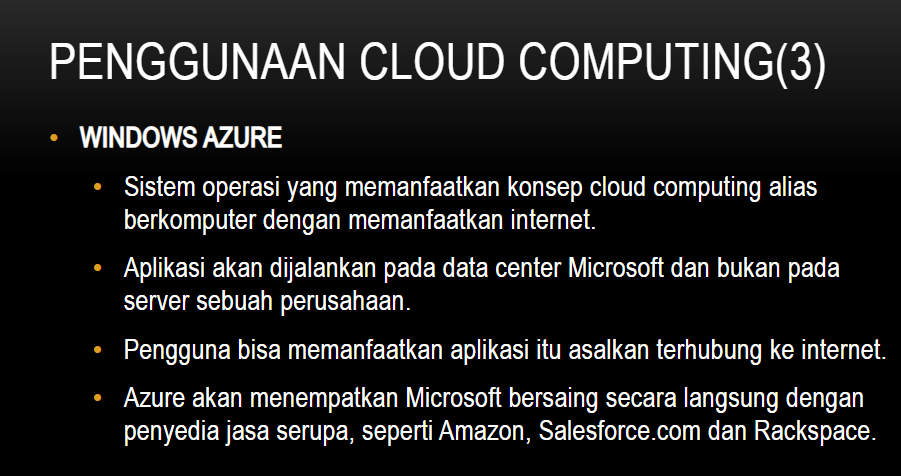 PENGGUNAAN CLOUD COMPUTING(3)
• WINDOWS AZURE
• Sistem operasi yang memanfaatkan konsep cloud computing alias
berkomputer dengan memanfaatkan internet.
• Aplikasi akan dijalankan pada data center Microsoft dan bukan pada
server sebuah perusahaan.
• Pengguna bisa memanfaatkan aplikasi itu asalkan terhubung ke internet.
• Azure akan menempatkan Microsoft bersaing secara langsung dengan
penyedia jasa serupa, seperti Amazon, Salesforce.com dan Rackspace.